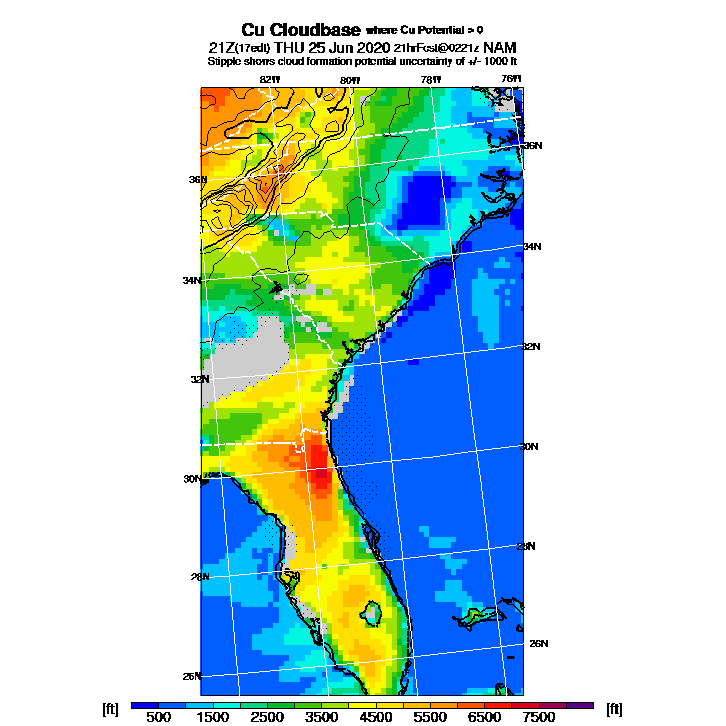 Cu Cloudbase where Cu Potential > 0
21Z(17edt) THU 25 Jun 2020 21hrFcst@0221z NAM
Stipple shows cloud formation potential uncertainty of +/- 1000 ft
82W 80W 78W 76W
36N
36N
34N
34N
32N
32N
30N
30N
28N
28N
26N
26N
[ft] 500 1500 2500 3500 4500 5500 6500 7500 [ft]